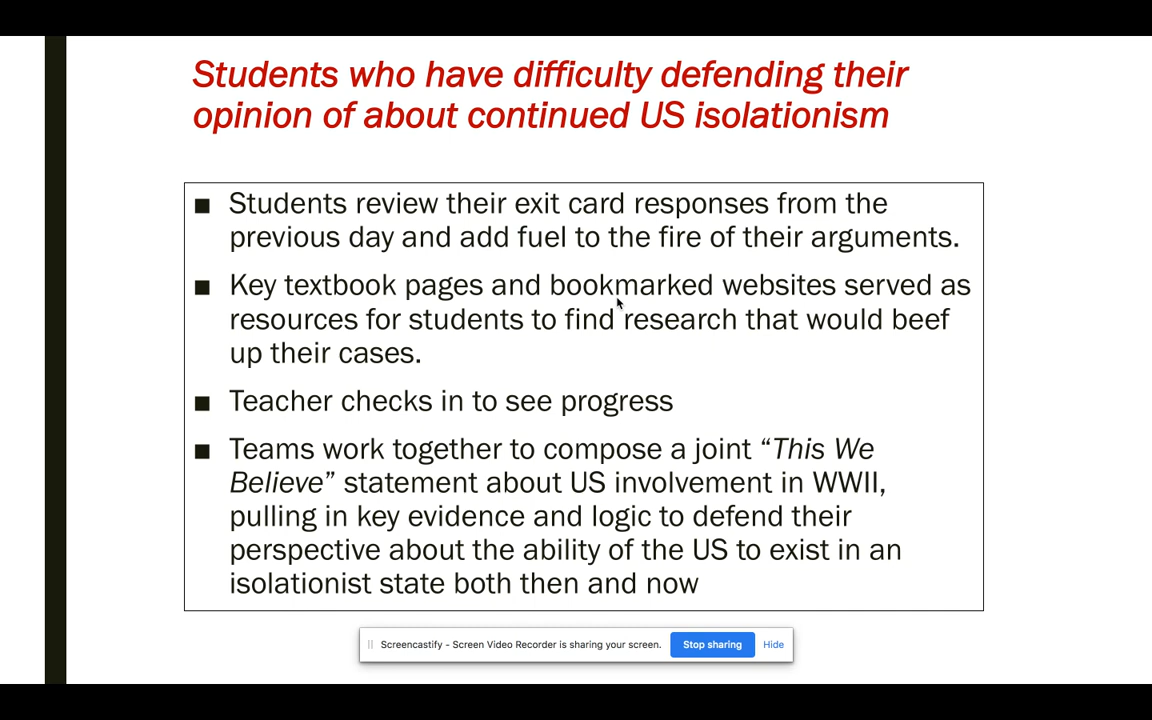 Students who have difficulty defending their
opinion of about continued US isolationism
■ Students review their exit card responses from the
previous day and add fuel to the fire of their arguments.
■ Key textbook pages and bookmarked websites served as
resources for students to find research that would beef
up their cases.
■ Teacher checks in to see progress
■ Teams work together to compose a joint “This We
Believe” statement about US involvement in WWII,
pulling in key evidence and logic to defend their
perspective about the ability of the US to exist in an
isolationist state both then and now
Screencastify - Screen Video Recorder is sharing your screen. Stop sharing Hide